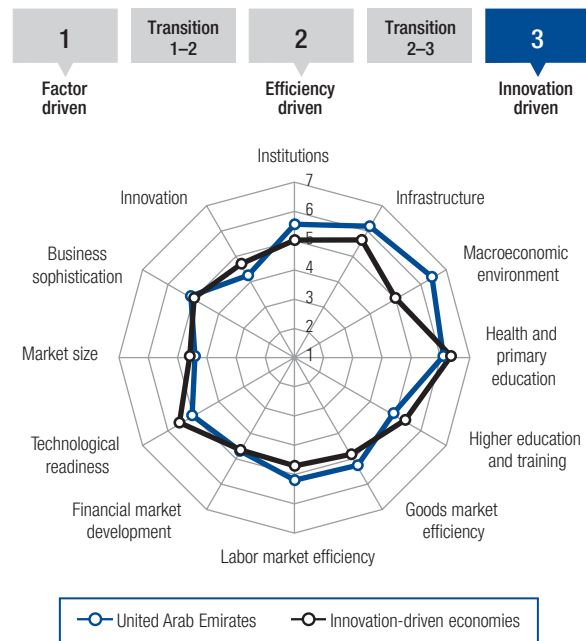 1
Transition
1–2
2
Transition
2–3
3
Factor
driven
Efficiency
driven
Innovation
driven
Institutions
Innovation
Infrastructure
Business
sophistication
Macroeconomic
environment
Market size
Health and
primary
education
Technological
readiness
Higher education
and training
Financial market
development
Goods market
efficiency
Labor market efficiency
7
6
5
4
3
2
1
United Arab Emirates
Innovation-driven economies